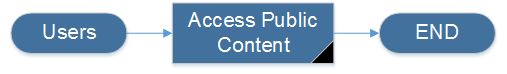 Users
Access Public
Content
END